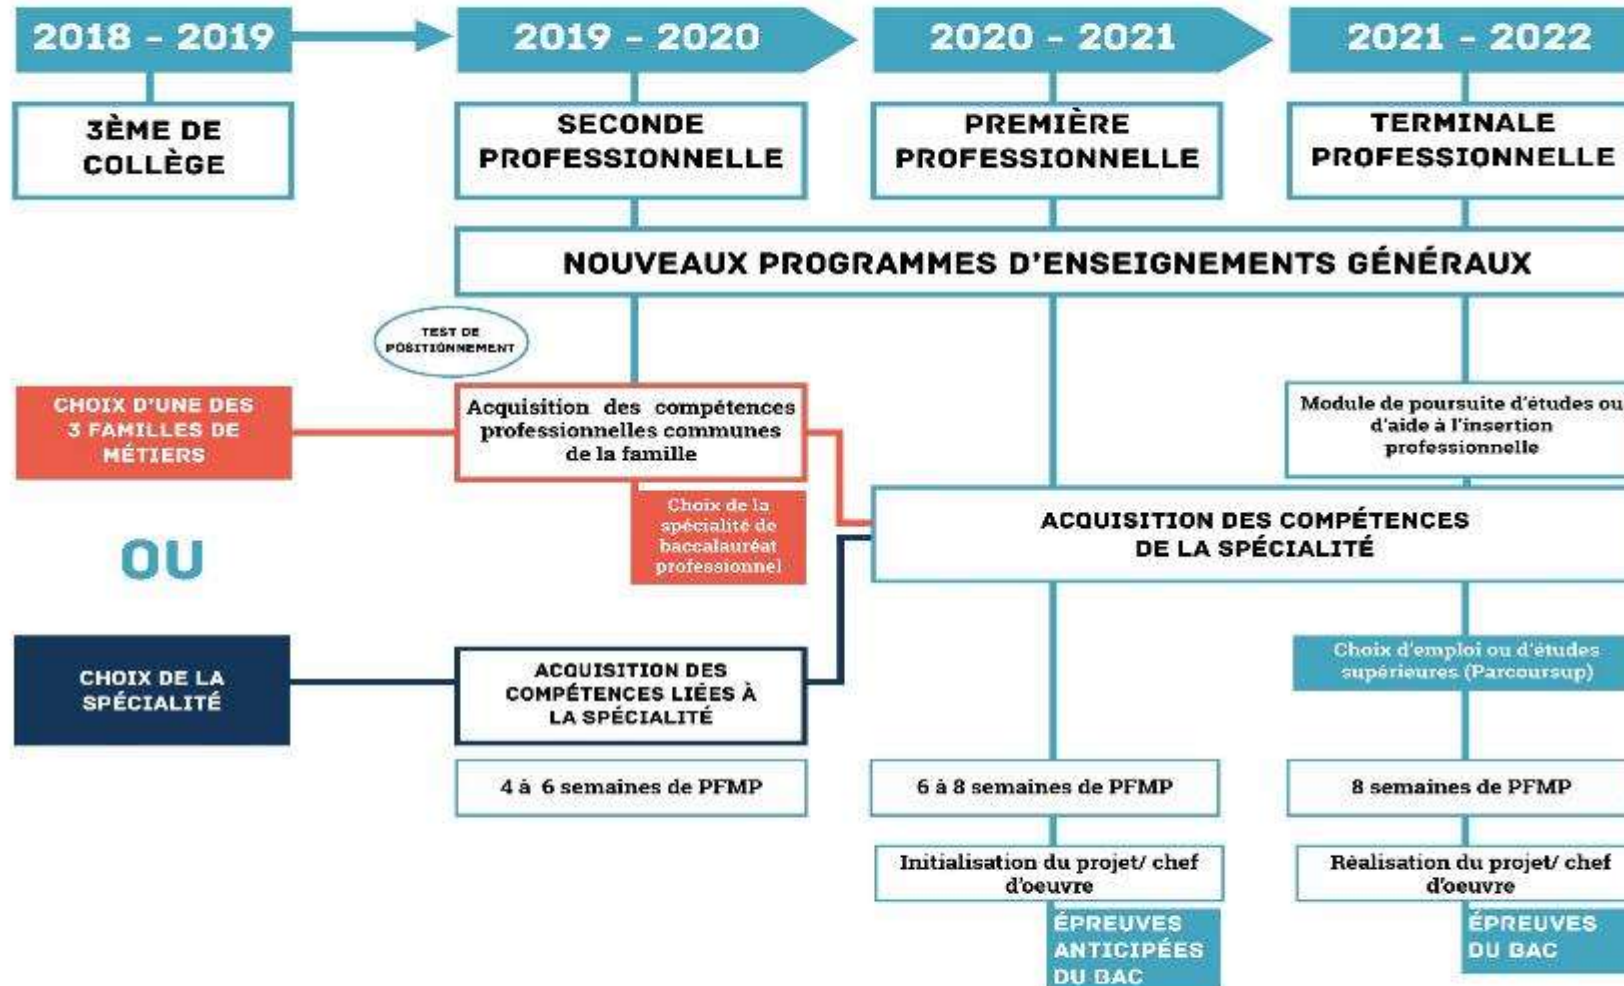 2018 - 2019
2019 - 2020
2020 - 2021
2021 - 2022
3ÈME DE
COLLÈGE
SECONDE
PROFESSIONNELLE
PREMIÈRE
PROFESSIONNELLE
TERMINALE
PROFESSIONNELLE
NOUVEAUX PROGRAMMES D'ENSEIGNEMENTS GÉNÉRAUX
TEST DE
POSITIONNEMENT
CHOIX D'UNE DES
3 FAMILLES DE
MÉTIERS
Acquisition des compétences
professionnelles communes
de la famille
Module de poursuite d'études ou
d'aide à l'insertion
professionnelle
Choix de la
spécialité de
baccalauréat
professionnel
ACQUISITION DES COMPÉTENCES
DE LA SPÉCIALITÉ
OU
CHOIX DE LA
SPÉCIALITÉ
ACQUISITION DES
COMPÉTENCES LIÉES À
LA SPÉCIALITÉ
Choix d'emploi ou d'études
supérieures (Parcoursup)
4 à 6 semaines de PFMP
6 à 8 semaines de PFMP
8 semaines de PFMP
Initialisation du projet/ chef
d'oeuvre
Réalisation du projet/ chef
d'oeuvre
ÉPREUVES
ANTICIPÉES
DU BAC
ÉPREUVES
DU BAC